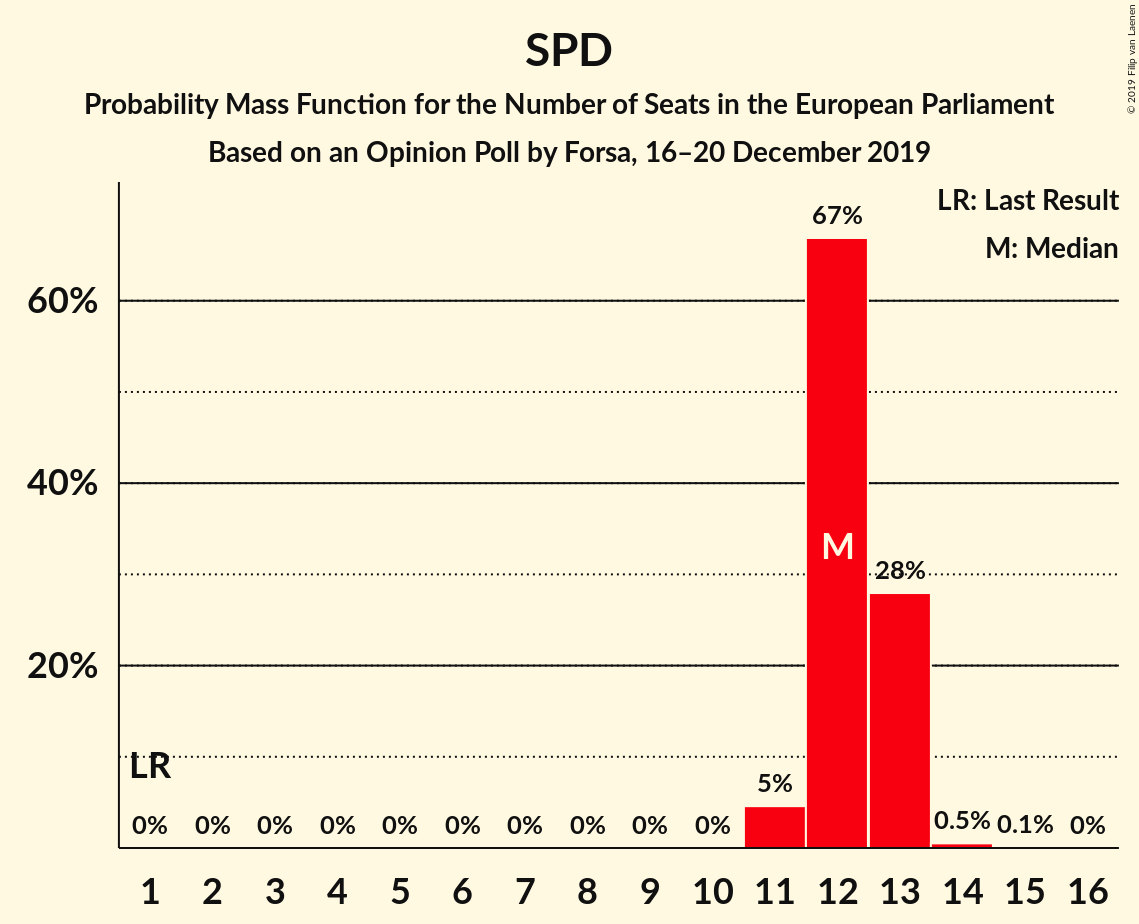 SPD
Probability Mass Function for the Number of Seats in the European Parliament
Based on an Opinion Poll by Forsa, 16–20 December 2019
© 2019 Filip van Laenen
LR: Last Result
M: Median
67%
60%
40%
M
28%
20%
LR
5%
0% 0% 0% 0% 0% 0% 0% 0% 0% 0% 0.5% 0.1% 0%
1 2 3 4 5 6 7 8 9 10 11 12 13 14 15 16